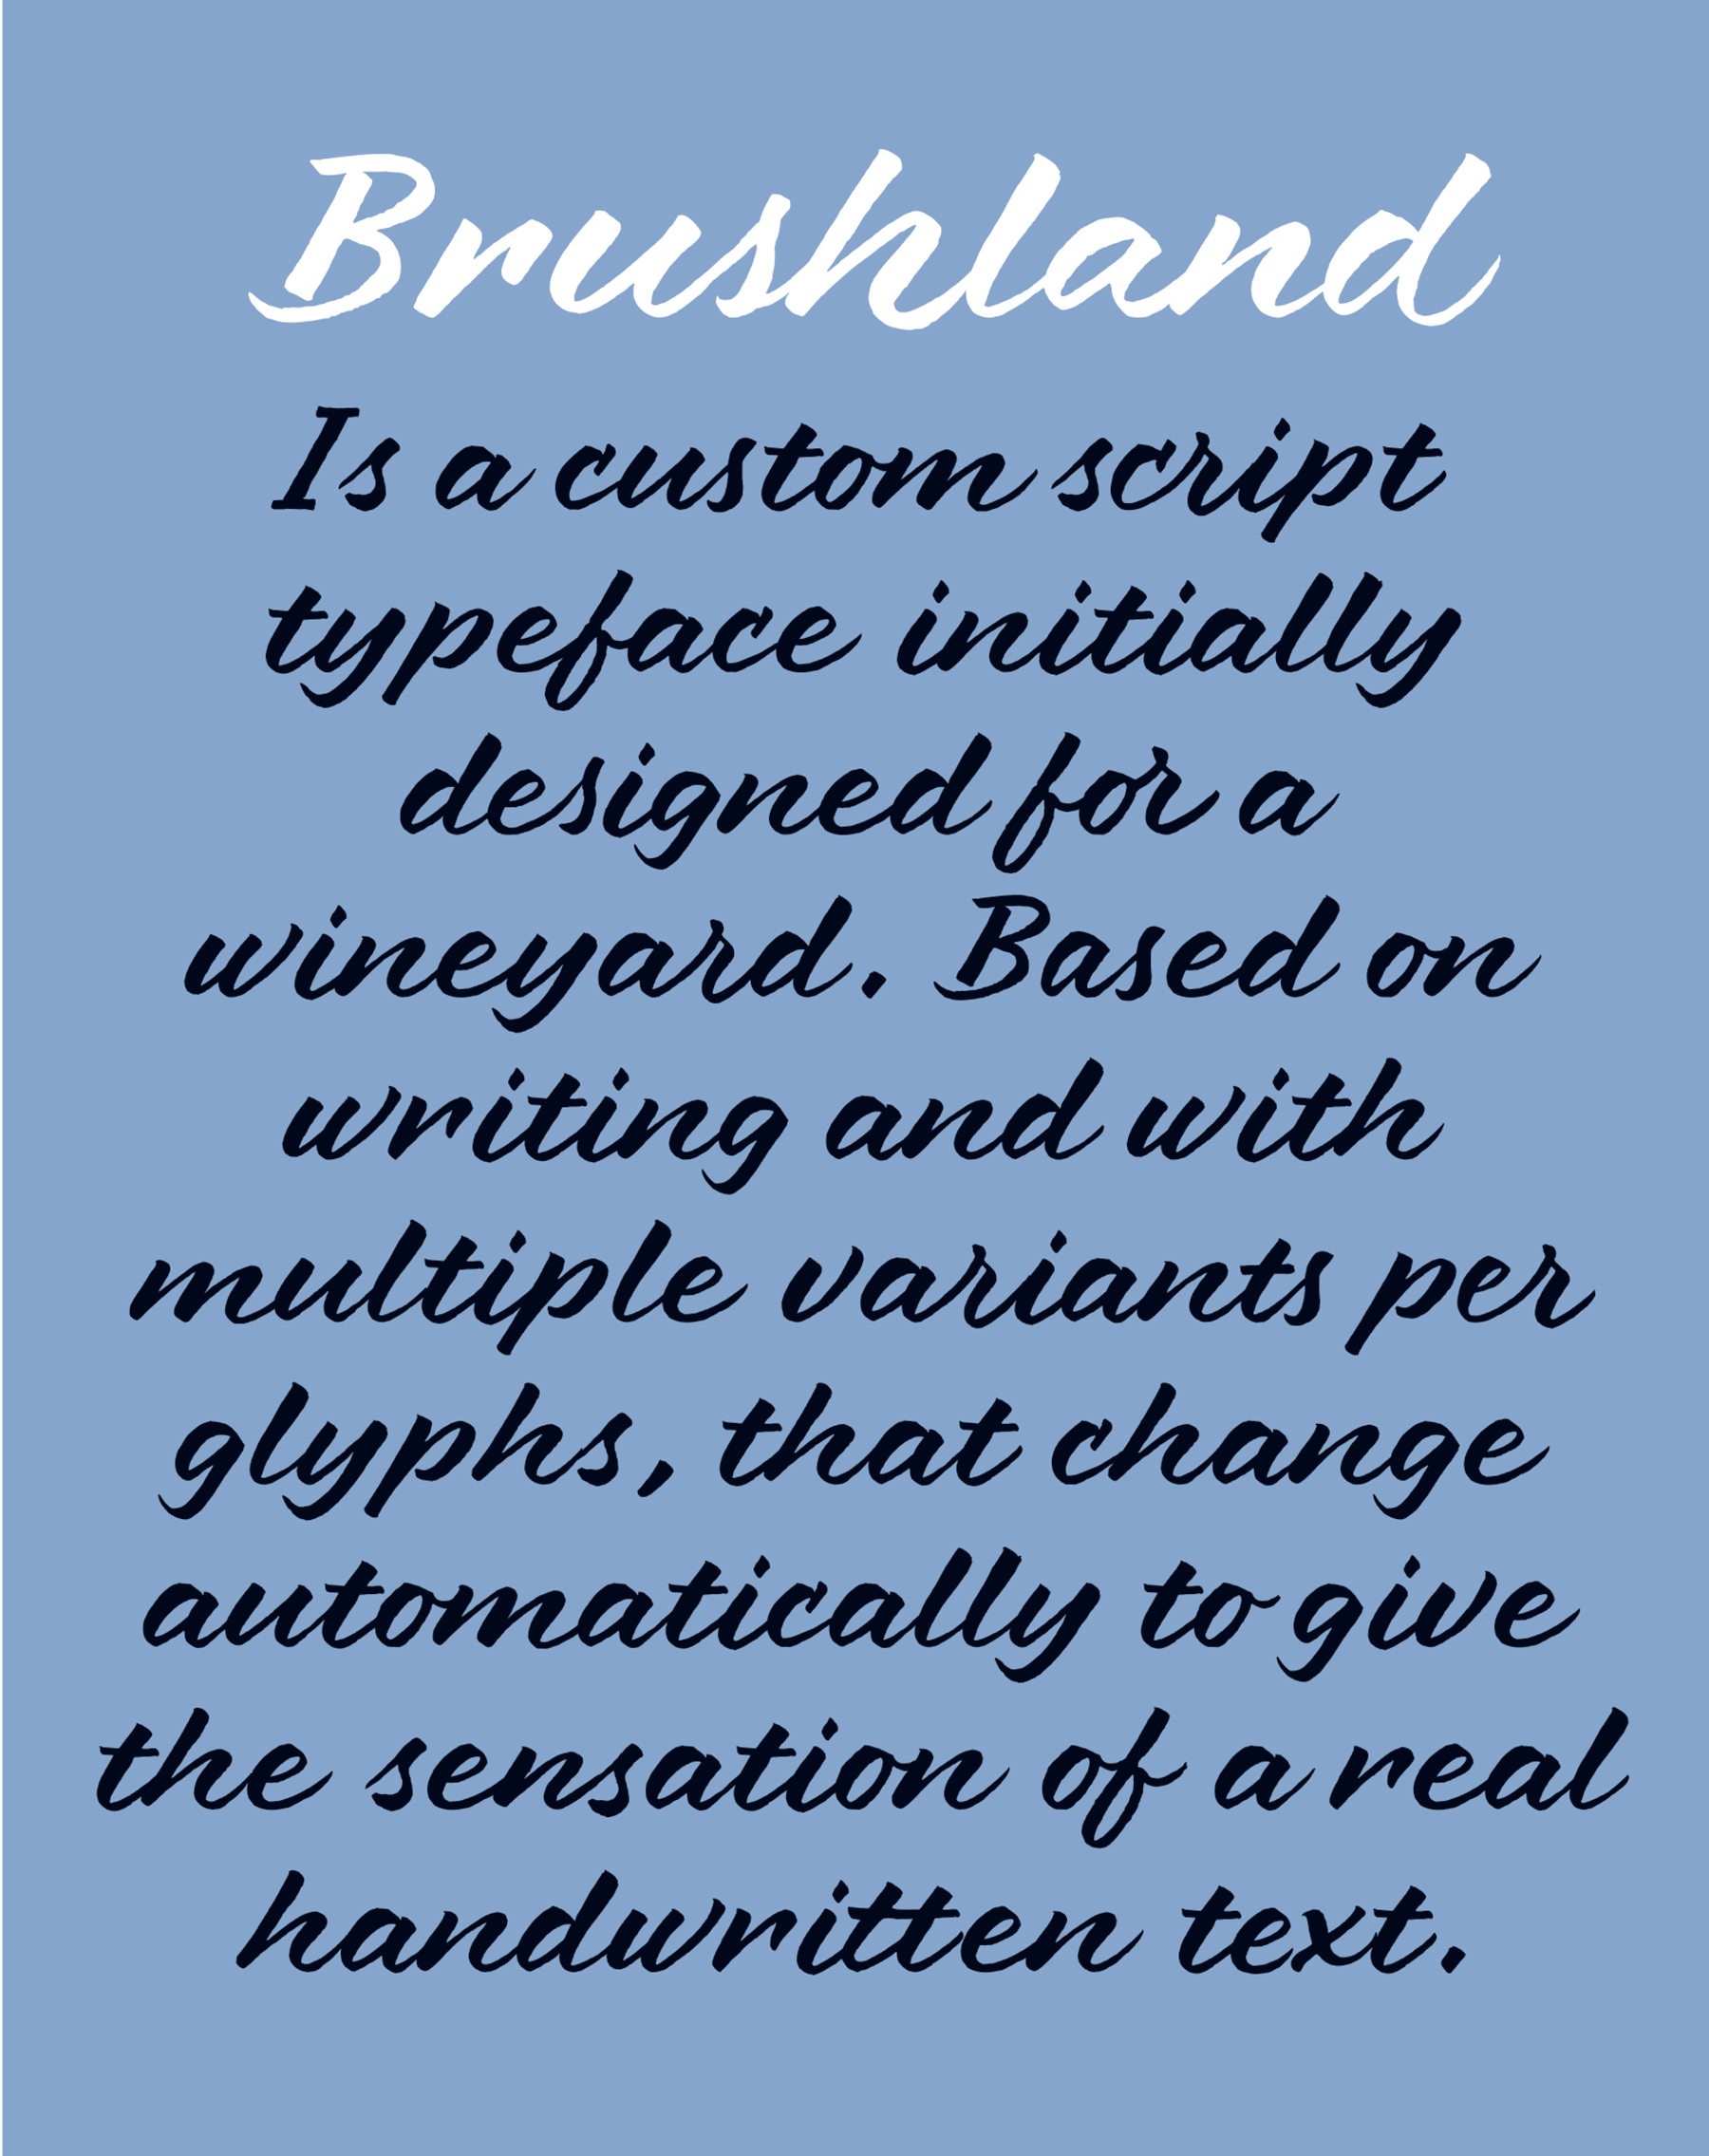 Brushland
Is a custom script
typeface initially
designed for a
wineyard. Based on
writing and with
multiple variants per
glyphs, that change
automatically to give
the sensation of a real
handwritten text.